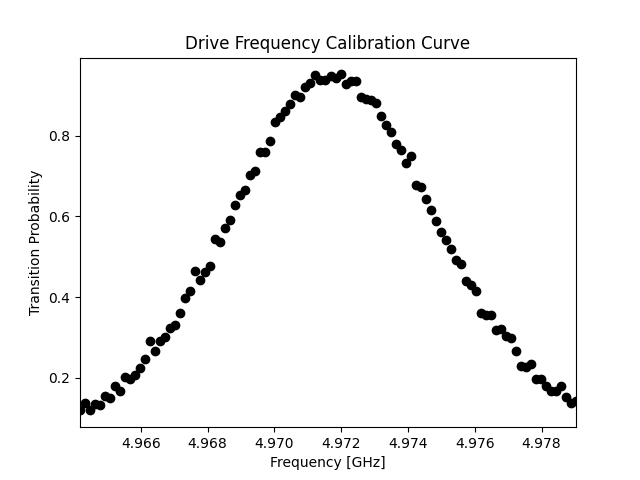 Drive Frequency Calibration Curve
Transition Probability
0.8
0.6
0.4
0.2
4.966 4.968 4.970 4.972 4.974 4.976 4.978
Frequency [GHz]